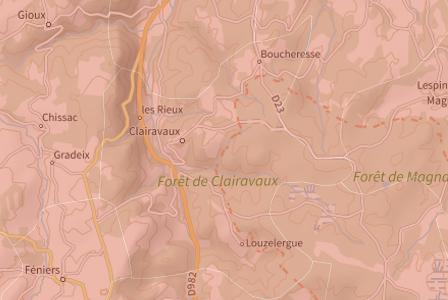 Gioux
Boucheresse
Lespin
Mag
les Rieux
D23
Chissac
Clairavaux
Gradeix
Forêt de Clairavaux
Forêt de Magna
Louzelergue
Féniers
D982